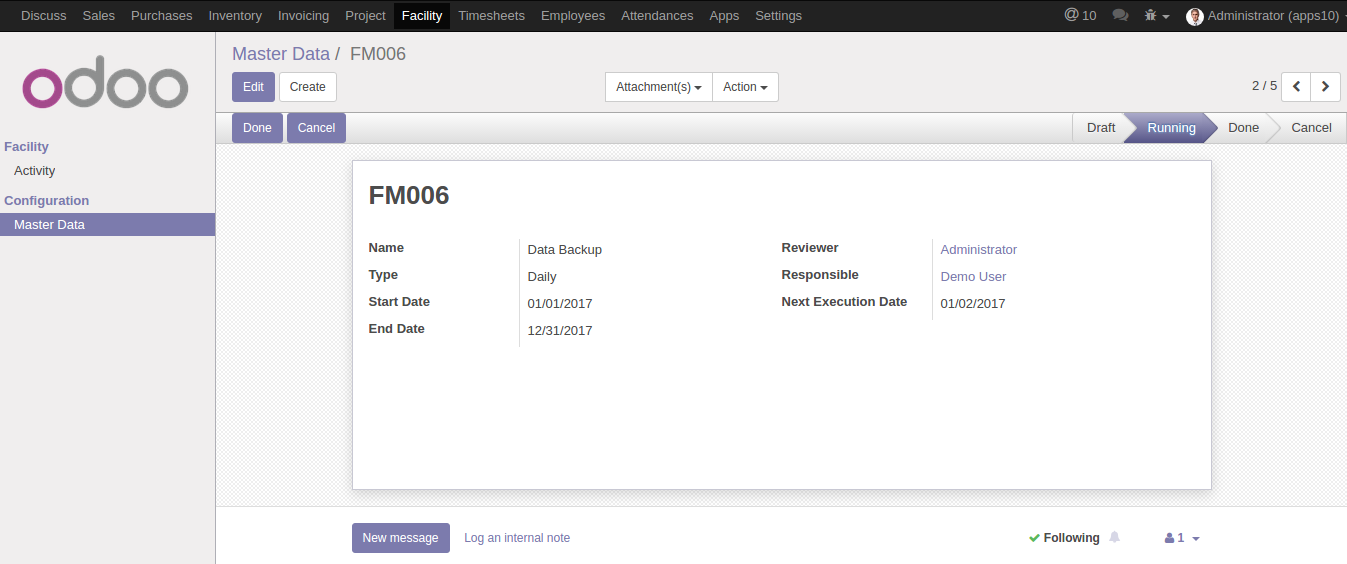 Discuss Sales Purchases Inventory Invoicing Project Facility Timesheets Employees Attendances Apps Settings @ 10 Administrator (apps10)
odoo
Master Data / FM006
Edit Create Attachment(s) Action 2 / 5
Done Cancel Draft Running Done Cancel
Facility
Activity
Configuration
Master Data
FM006
Name Data Backup Reviewer Administrator
Type Daily Responsible Demo User
Start Date 01/01/2017 Next Execution Date 01/02/2017
End Date 12/31/2017
New message Log an internal note Following 1